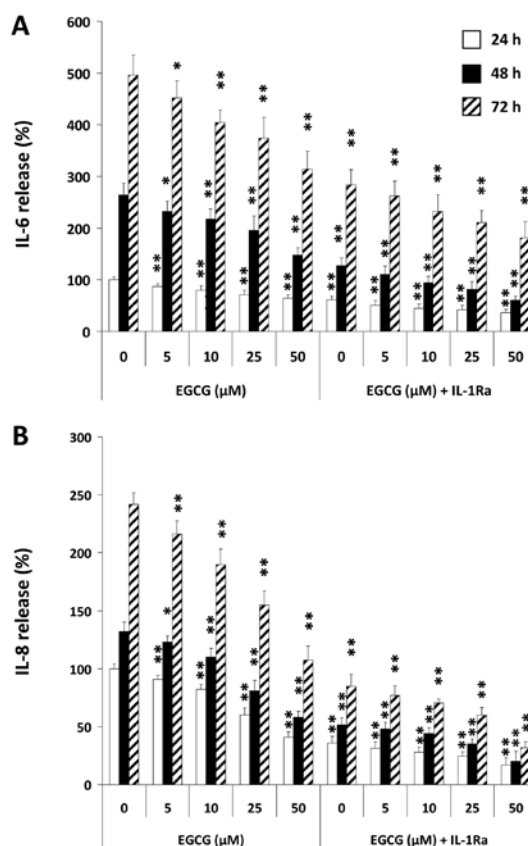 A
600
500
400
300
200
100
0
IL-6 release (%)
24 h
48 h
72 h
* ** ** **
* ** ** **
** ** ** **
** ** ** ** **
** ** ** ** **
** ** ** ** **
0 5 10 25 50 0 5 10 25 50
EGCG (μM) EGCG (μM) + IL-1Ra
B
300
250
200
150
100
50
0
IL-8 release (%)
** ** ** **
* ** ** **
** ** ** **
** ** ** ** **
** ** ** ** **
** ** ** ** **
0 5 10 25 50 0 5 10 25 50
EGCG (μM) EGCG (μM) + IL-1Ra